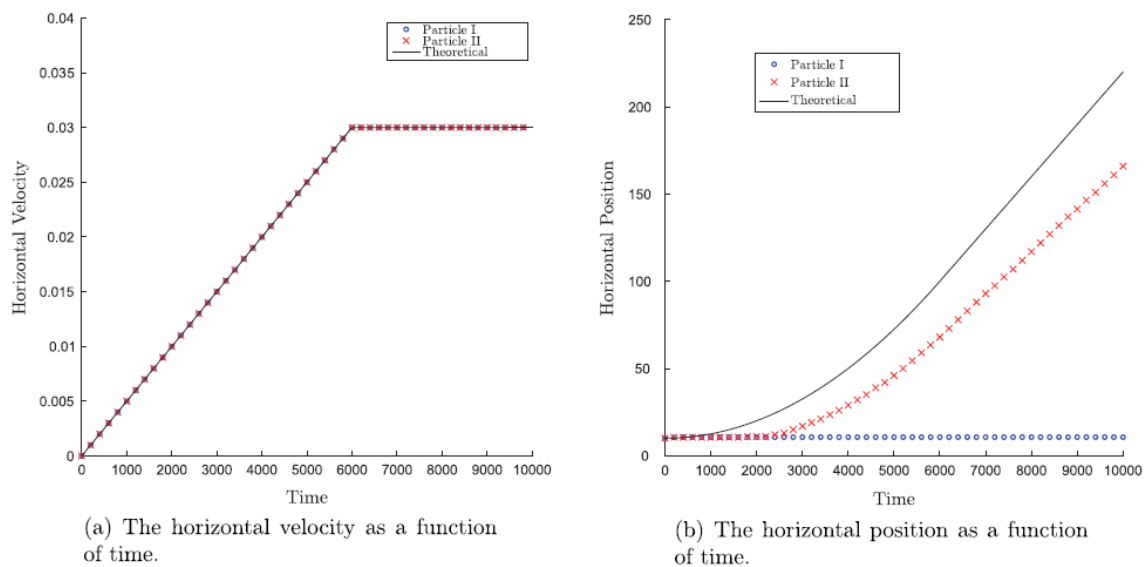 0.04
0.035
0.03
0.025
0.02
0.015
0.01
0.005
0
Horizontal Velocity
Particle I
Particle II
Theoretical
0 1000 2000 3000 4000 5000 6000 7000 8000 9000 10000
Time
(a) The horizontal velocity as a function
of time.
250
200
150
100
50
0
Horizontal Position
Particle I
Particle II
Theoretical
0 1000 2000 3000 4000 5000 6000 7000 8000 9000 10000
Time
(b) The horizontal position as a function
of time.